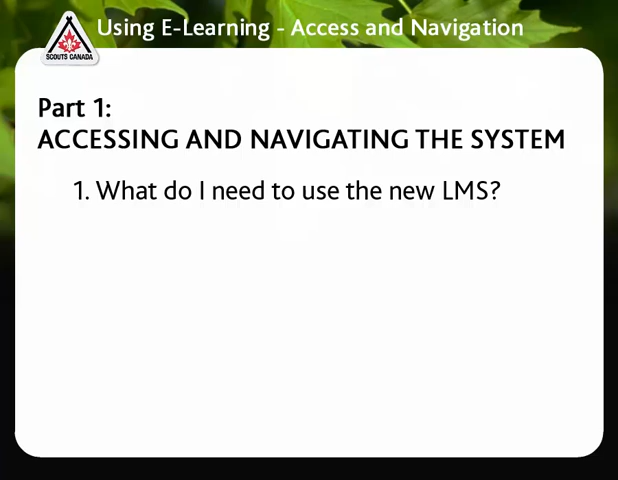 Using E-Learning - Access and Navigation
SCOUTS CANADA
Part 1:
ACCESSING AND NAVIGATING THE SYSTEM
1. What do I need to use the new LMS?